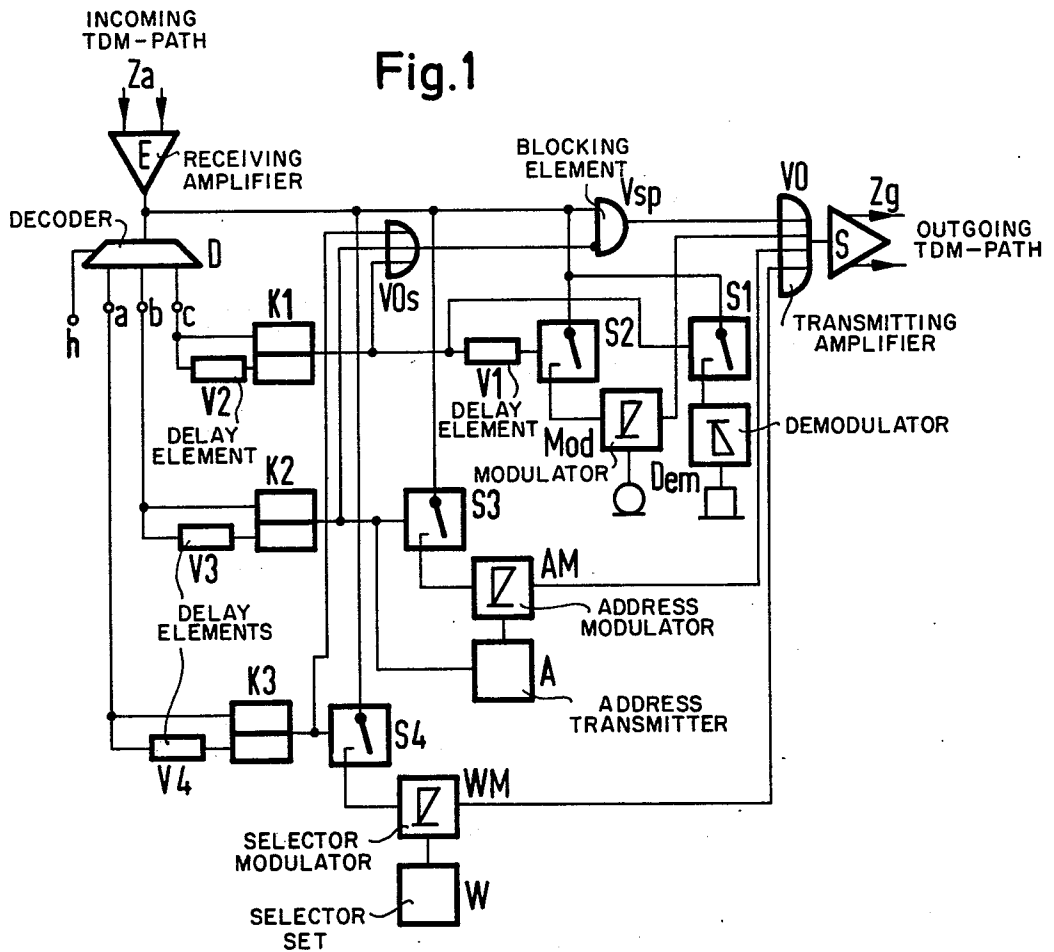 INCOMING
TDM-PATH
Za
Fig.1
E
RECEIVING
AMPLIFIER
BLOCKING
ELEMENT
Vsp
VO
Zg
DECODER
D
S
OUTGOING
TDM-PATH
VOs
h
a
b
c
K1
S2
S1
TRANSMITTING
AMPLIFIER
V2
DELAY
ELEMENT
V1
DELAY
ELEMENT
Mod
MODULATOR
DEMODULATOR
Dem
K2
S3
V3
AM
ADDRESS
MODULATOR
DELAY
ELEMENTS
A
ADDRESS
TRANSMITTER
K3
S4
V4
WM
SELECTOR
MODULATOR
W
SELECTOR
SET